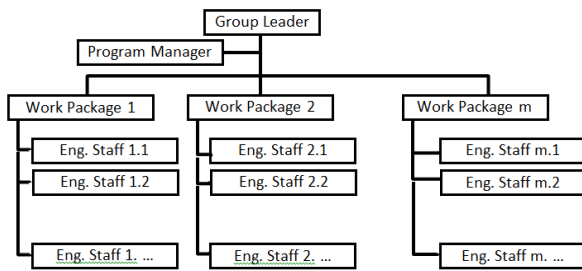 Group Leader
Program Manager
Work Package 1
Work Package 2
Work Package m
Eng. Staff 1.1
Eng. Staff 2.1
Eng. Staff m.1
Eng. Staff 1.2
Eng. Staff 2.2
Eng. Staff m.2
Eng. Staff 1. ...
Eng. Staff 2. ...
Eng. Staff m. ...